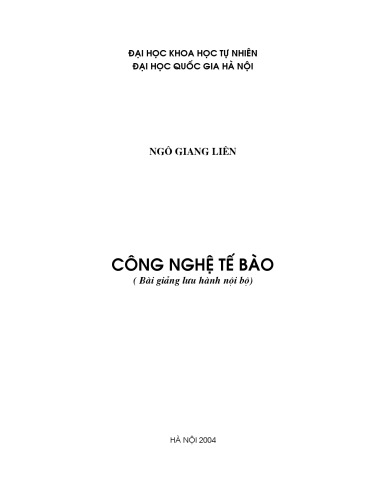 ĐẠI HỌC KHOA HỌC TỰ NHIÊN
ĐẠI HỌC QUỐC GIA HÀ NỘI
NGÔ GIANG LIÊN
CÔNG NGHỆ TẾ BÀO
( Bài giảng lưu hành nội bộ)
HÀ NỘI 2004